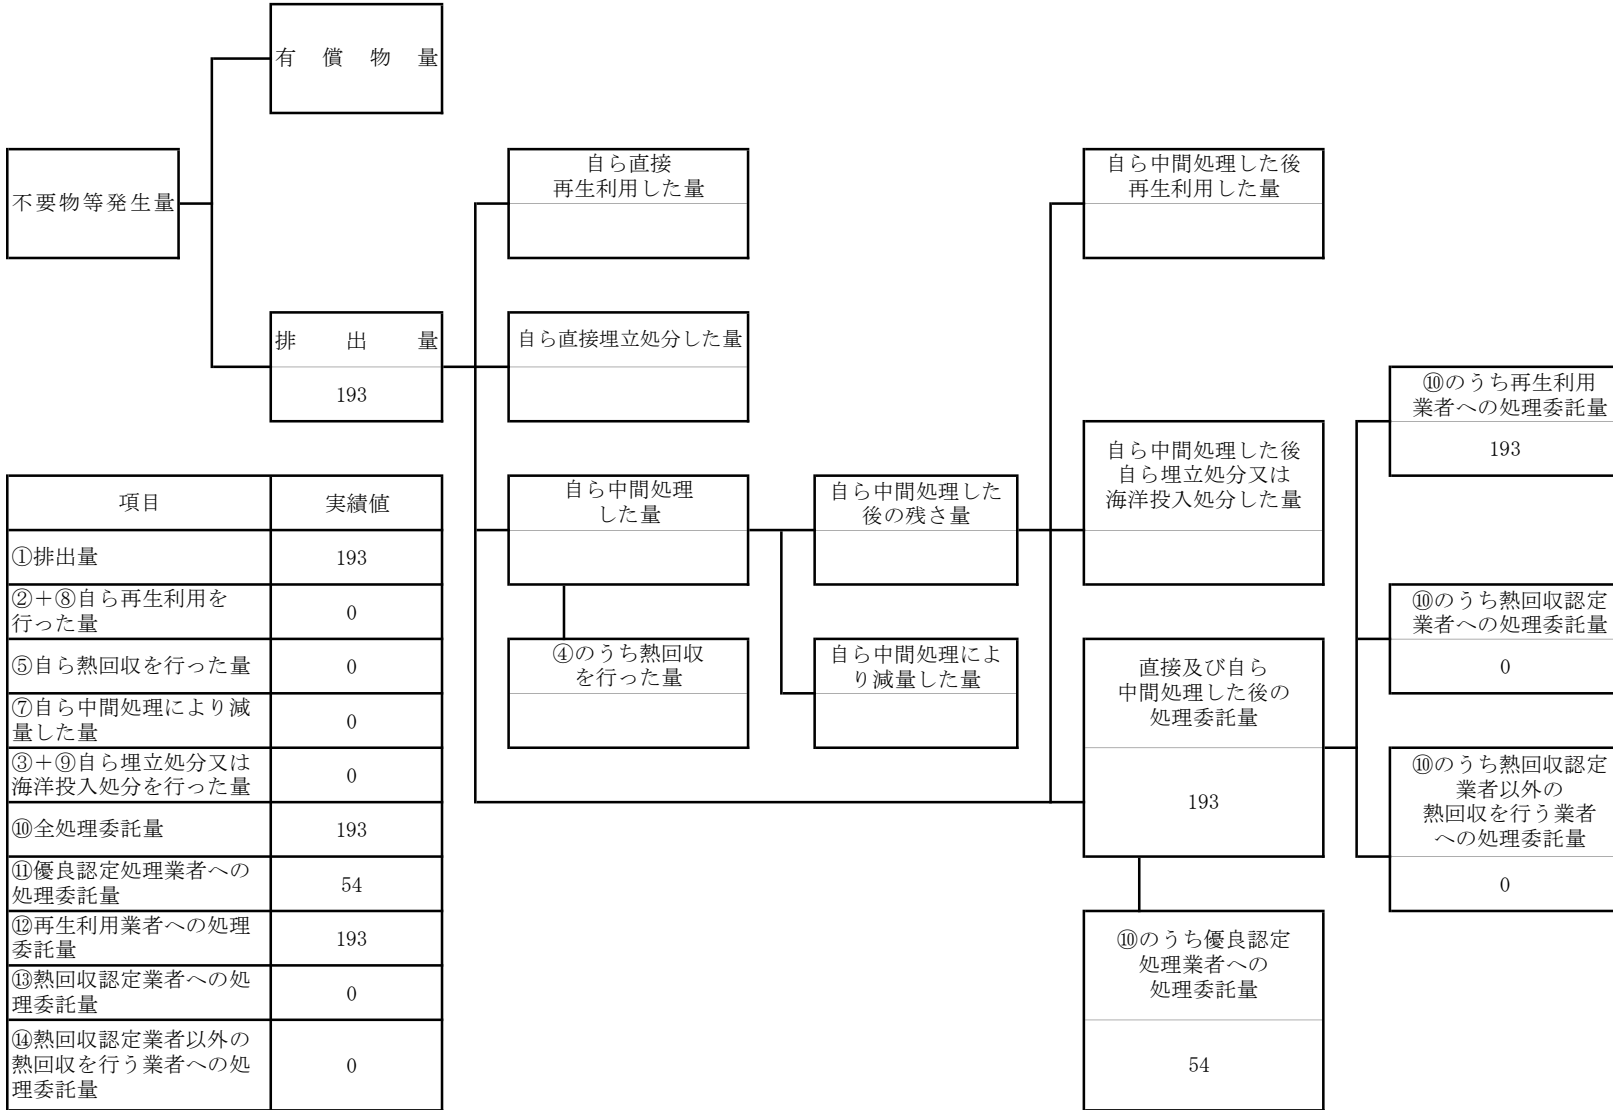 有償物量
不要物等発生量
排出量
193
自ら直接
再生利用した量
自ら直接埋立処分した量
自ら中間処理
した量
④のうち熱回収
を行った量
自ら中間処理した
後の残さ量
自ら中間処理によ
り減量した量
自ら中間処理した後
再生利用した量
自ら中間処理した後
自ら埋立処分又は
海洋投入処分した量
直接及び自ら
中間処理した後の
処理委託量
193
⑩のうち優良認定
処理業者への
処理委託量
54
⑩のうち再生利用
業者への処理委託量
193
⑩のうち熱回収認定
業者への処理委託量
0
⑩のうち熱回収認定
業者以外の
熱回収を行う業者
への処理委託量
0
項目 実績値
①排出量 193
②＋⑧自ら再生利用を
行った量 0
⑤自ら熱回収を行った量 0
⑦自ら中間処理により減
量した量 0
③＋⑨自ら埋立処分又は
海洋投入処分を行った量 0
⑩全処理委託量 193
⑪優良認定処理業者への
処理委託量 54
⑫再生利用業者への処理
委託量 193
⑬熱回収認定業者への処
理委託量 0
⑭熱回収認定業者以外の
熱回収を行う業者への処
理委託量 0